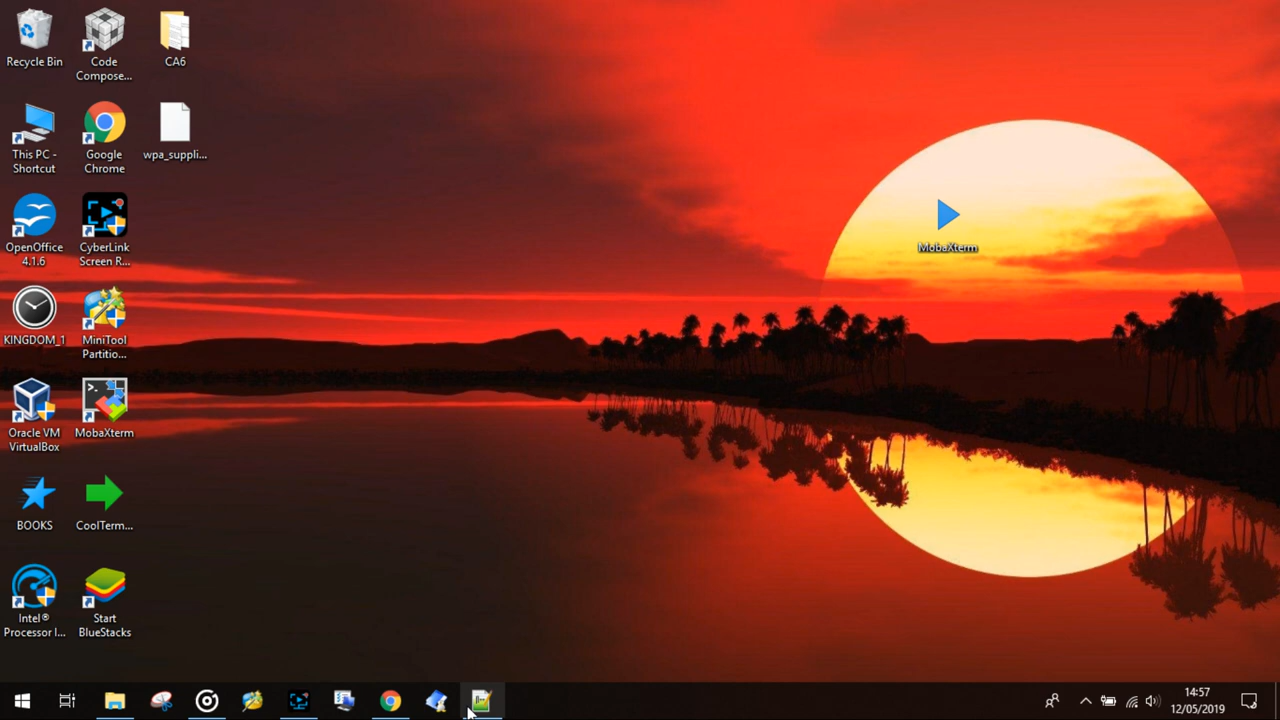 Recycle Bin
Code
Compose...
CA6
This PC -
Shortcut
Google
Chrome
wpa_suppli...
OpenOffice
4.1.6
CyberLink
Screen R...
MobaXterm
KINGDOM_1
MiniTool
Partitio...
Oracle VM
VirtualBox
MobaXterm
BOOKS
CoolTerm...
Intel®
Processor I...
Start
BlueStacks
14:57
12/05/2019